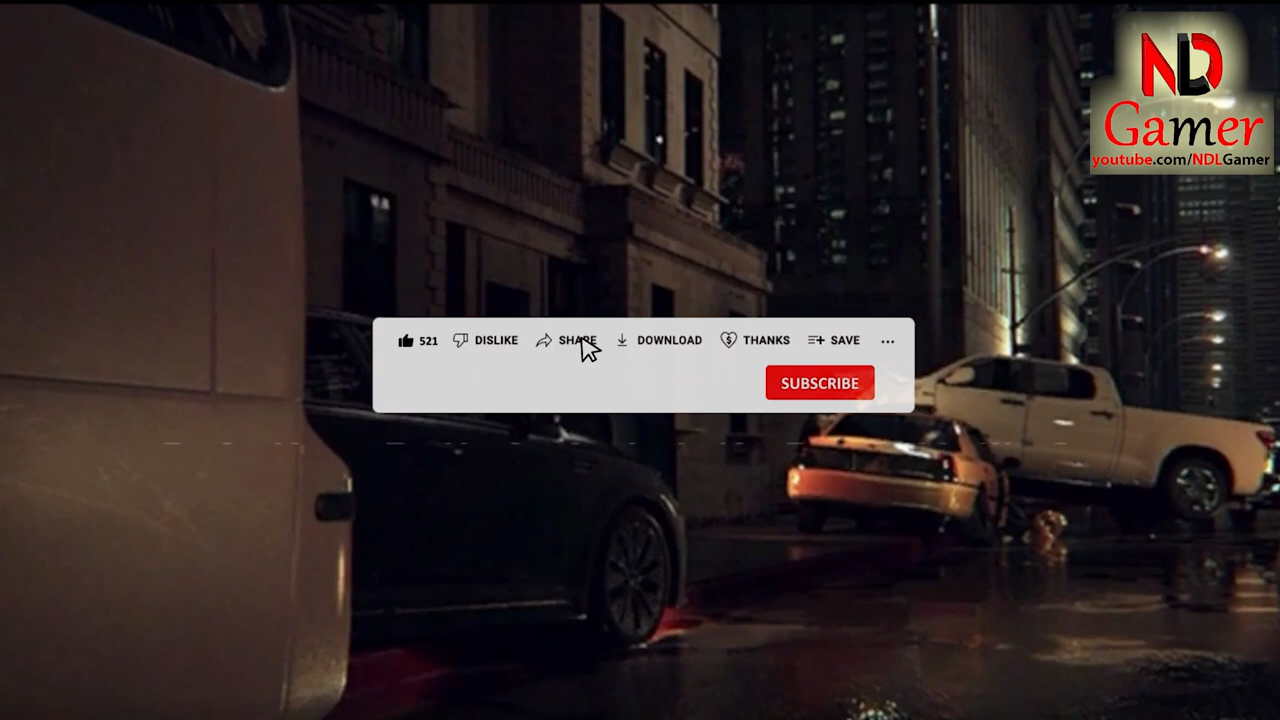 ND
Gamer
youtube.com/NDLGamer
521 DISLIKE SHARE DOWNLOAD THANKS SAVE
SUBSCRIBE